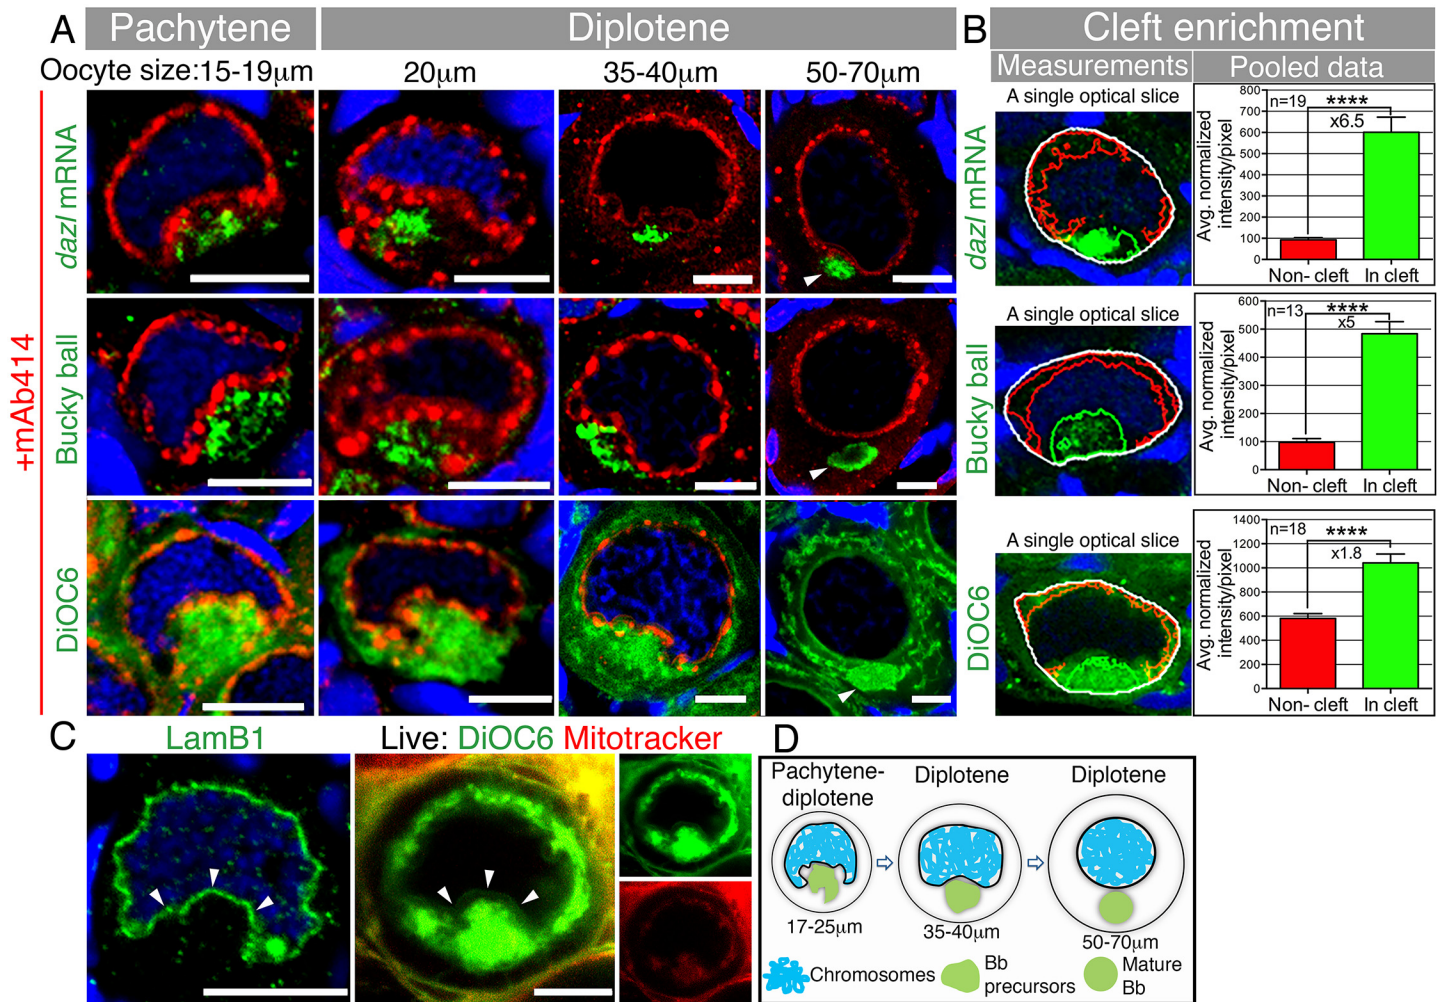 A
Pachytene
Diplotene
Oocyte size:15-19μm
20μm
35-40μm
50-70μm
+mAb414
dazl mRNA
Bucky ball
DiOC6
B
Cleft enrichment
Measurements
Pooled data
dazl mRNA
A single optical slice
Avg. normalized
intensity/pixel
800
700
600
500
400
300
200
100
0
n=19
****
x6.5
Non- cleft
In cleft
Bucky ball
A single optical slice
Avg. normalized
intensity/pixel
600
500
400
300
200
100
0
n=13
****
x5
Non- cleft
In cleft
DiOC6
A single optical slice
Avg. normalized
intensity/pixel
1400
1200
1000
800
600
400
200
0
n=18
****
x1.8
Non- cleft
In cleft
C
LamB1
Live: DiOC6 Mitotracker
D
Pachytene-
diplotene
Diplotene
Diplotene
17-25μm
35-40μm
50-70μm
Chromosomes
Bb
precursors
Mature
Bb